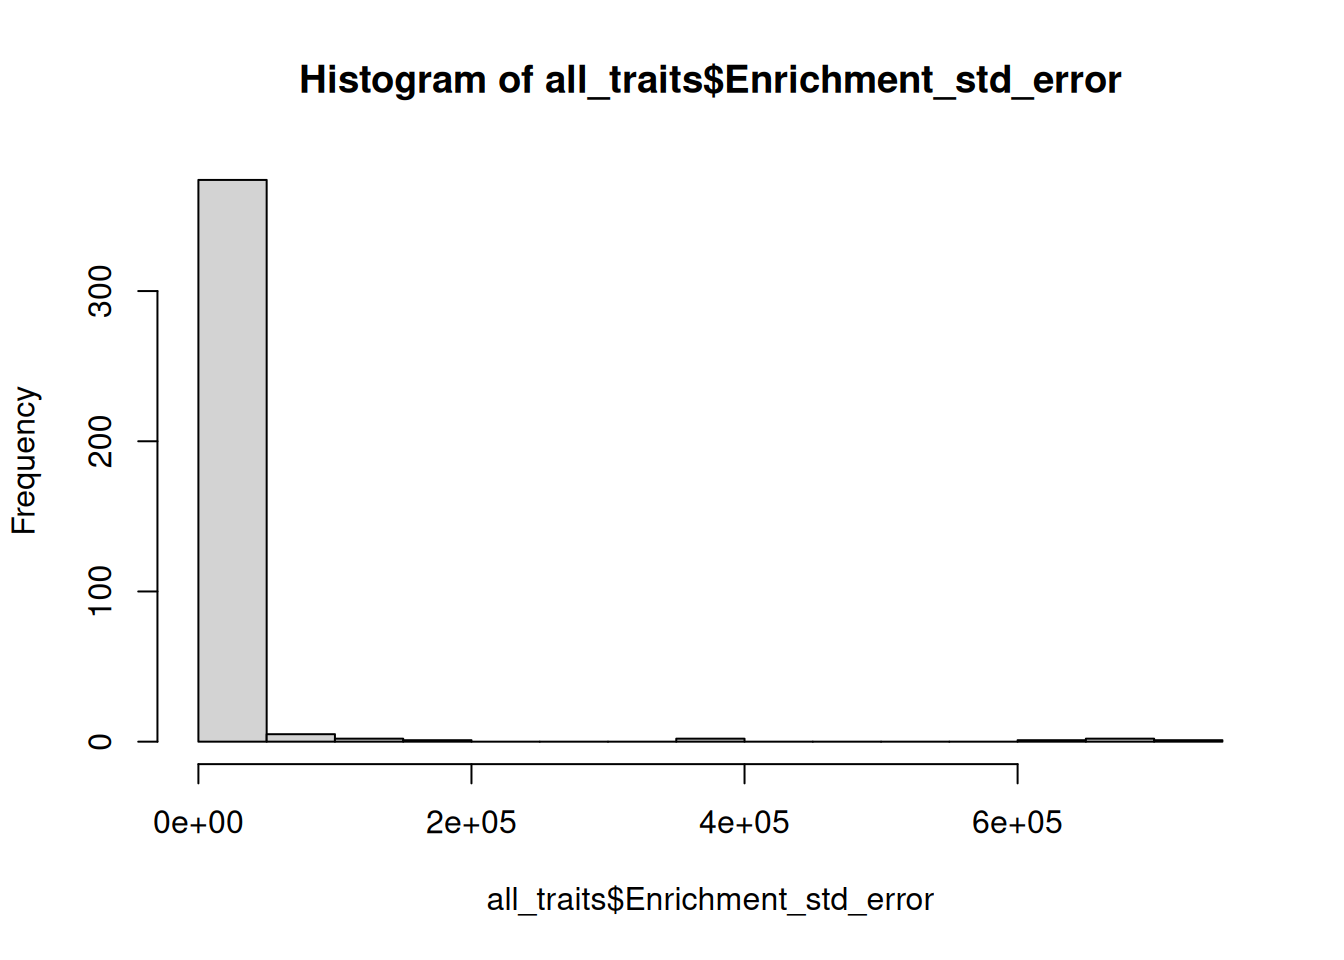 Histogram of all_traits$Enrichment_std_error
Frequency
300
200
100
0
0e+00 2e+05 4e+05 6e+05
all_traits$Enrichment_std_error